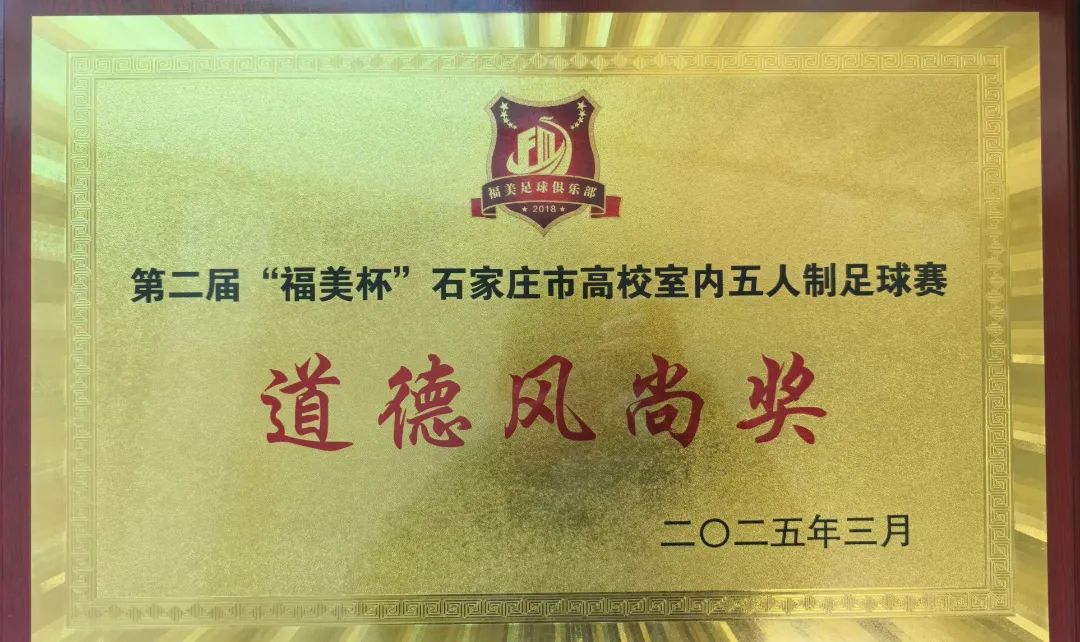 福美足球俱乐部
★2018★
第二届“福美杯”石家庄市高校室内五人制足球赛
道德风尚奖
二〇二五年三月